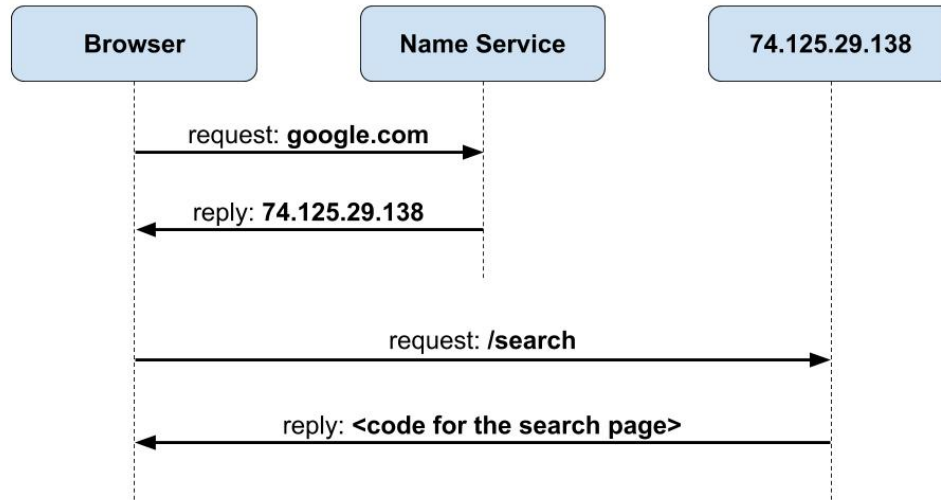 Browser
Name Service
74.125.29.138
request: google.com
reply: 74.125.29.138
request: /search
reply: <code for the search page>